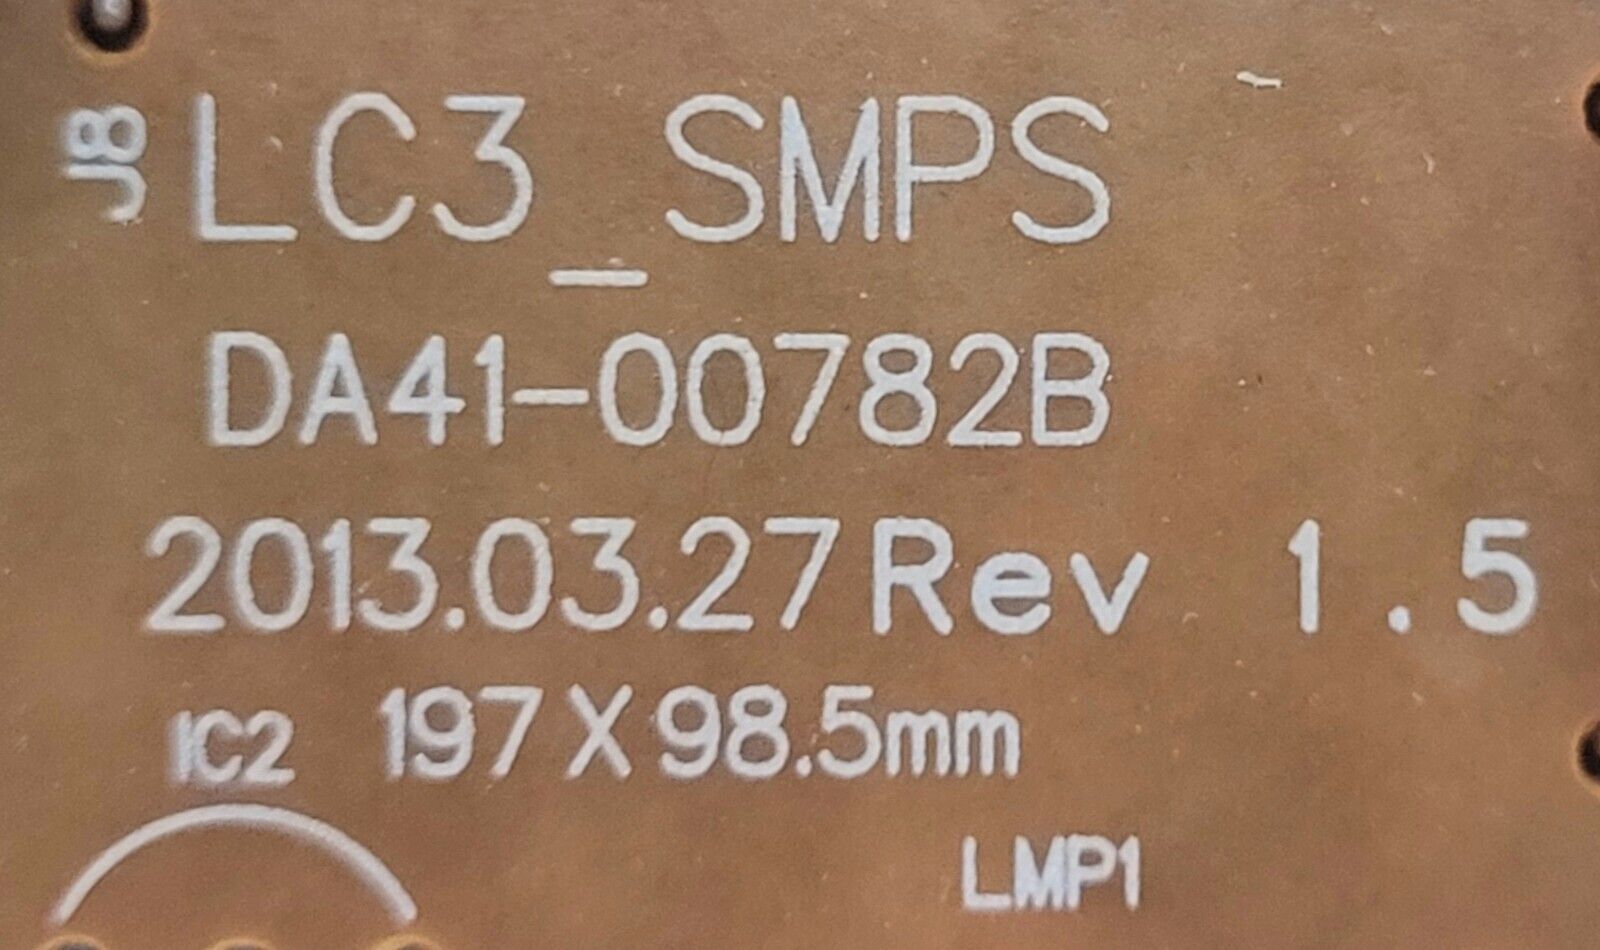 J8
LC3_SMPS
DA41-00782B
2013.03.27 Rev 1.5
IC2 197 X 98.5mm
LMP1